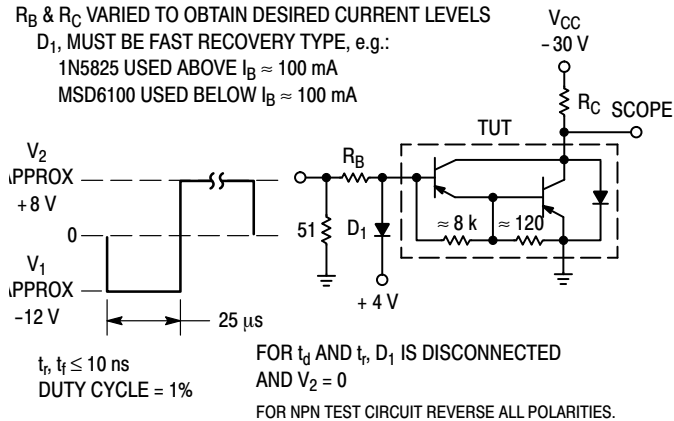 R_B & R_C VARIED TO OBTAIN DESIRED CURRENT LEVELS
D_1, MUST BE FAST RECOVERY TYPE, e.g.:
1N5825 USED ABOVE I_B ≈ 100 mA
MSD6100 USED BELOW I_B ≈ 100 mA
V_CC
-30 V
R_C
SCOPE
TUT
V_2
APPROX
+8 V
0
V_1
APPROX
-12 V
25 μs
R_B
51
D_1
+ 4 V
≈ 8 k
≈ 120
t_r, t_f ≤ 10 ns
DUTY CYCLE = 1%
FOR t_d AND t_r, D_1 IS DISCONNECTED
AND V_2 = 0
FOR NPN TEST CIRCUIT REVERSE ALL POLARITIES.